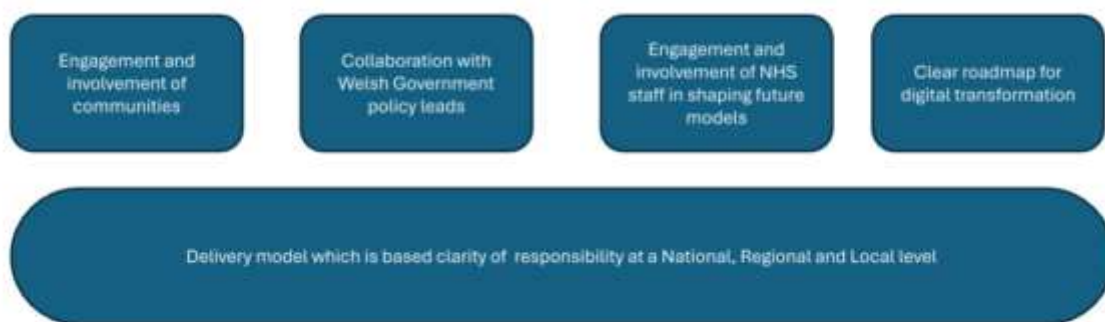 Engagement and
involvement of
communities
Collaboration with
Welsh Government
policy leads
Engagement and
involvement of NHS
staff in shaping future
models
Clear roadmap for
digital transformation
Delivery model which is based clarity of responsibility at a National, Regional and Local level